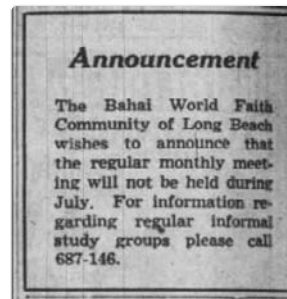 Announcement
The Bahai World Faith
Community of Long Beach
wishes to announce that
the regular monthly meet-
ing will not be held during
July. For information re-
garding regular informal
study groups please call
687-146.